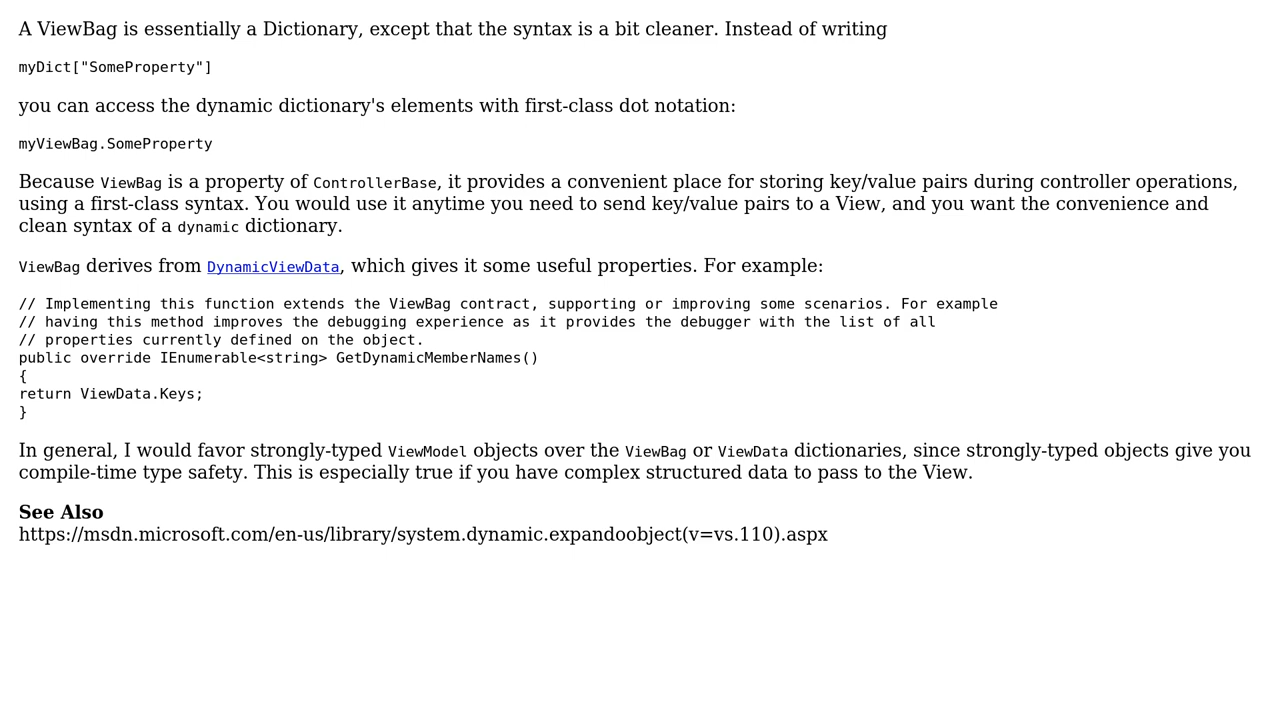 A ViewBag is essentially a Dictionary, except that the syntax is a bit cleaner. Instead of writing
myDict["SomeProperty"]
you can access the dynamic dictionary's elements with first-class dot notation:
myViewBag.SomeProperty
Because ViewBag is a property of ControllerBase, it provides a convenient place for storing key/value pairs during controller operations,
using a first-class syntax. You would use it anytime you need to send key/value pairs to a View, and you want the convenience and
clean syntax of a dynamic dictionary.
ViewBag derives from DynamicViewData, which gives it some useful properties. For example:
// Implementing this function extends the ViewBag contract, supporting or improving some scenarios. For example
// having this method improves the debugging experience as it provides the debugger with the list of all
// properties currently defined on the object.
public override IEnumerable<string> GetDynamicMemberNames()
{
return ViewData.Keys;
}
In general, I would favor strongly-typed ViewModel objects over the ViewBag or ViewData dictionaries, since strongly-typed objects give you
compile-time type safety. This is especially true if you have complex structured data to pass to the View.
See Also
https://msdn.microsoft.com/en-us/library/system.dynamic.expandoobject(v=vs.110).aspx